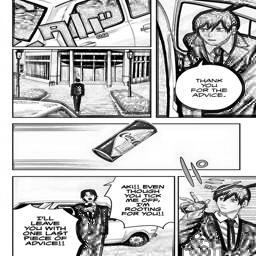 THANK
YOU
FOR THE
ADVICE.
AKI!! EVEN
THOUGH
YOU TICK
ME OFF,
I'M
ROOTING
FOR YOU!!
I'LL
LEAVE
YOU WITH
ONE LAST
PIECE OF
ADVICE!!